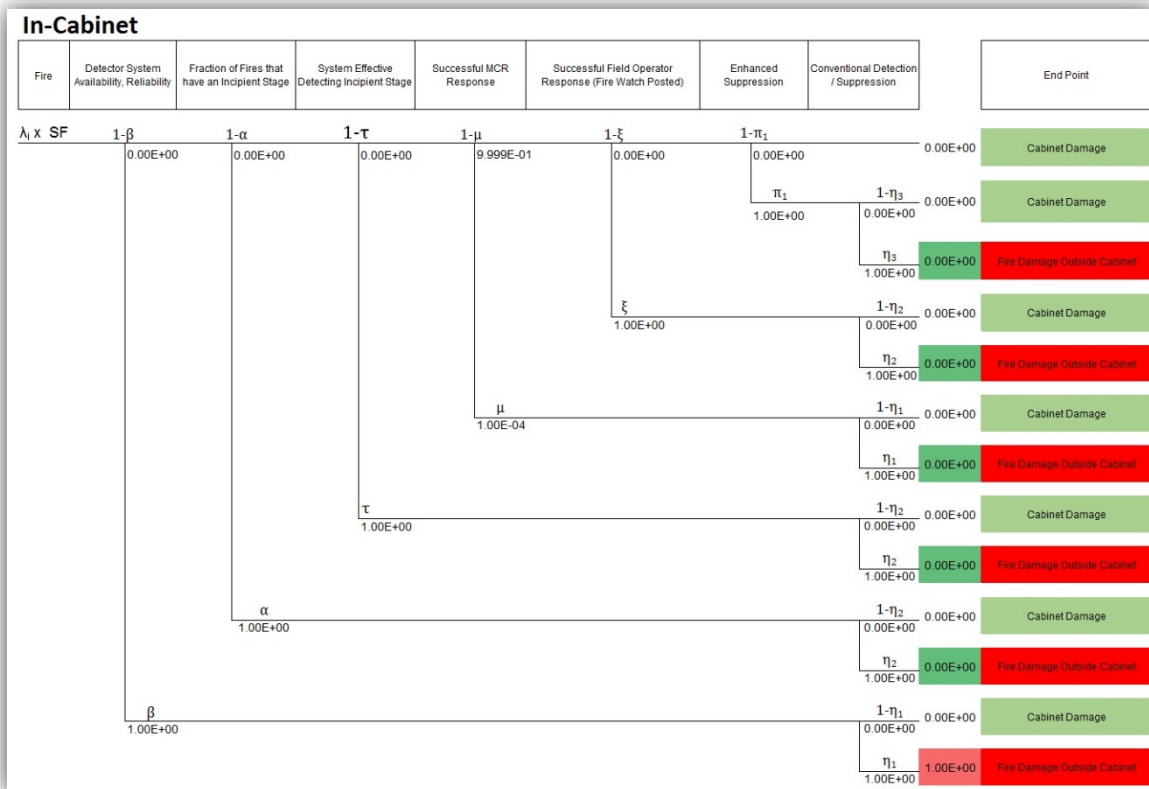 In-Cabinet
Fire
Detector System
Availability, Reliability
Fraction of Fires that
have an Incipient Stage
System Effective
Detecting Incipient Stage
Successful MCR
Response
Successful Field Operator
Response (Fire Watch Posted)
Enhanced
Suppression
Conventional Detection
/ Suppression
End Point
λi x SF 1-β 1-α 1-τ 1-μ 1-ξ 1-π1
0.00E+00 0.00E+00 0.00E+00 9.999E-01 0.00E+00 0.00E+00 0.00E+00 Cabinet Damage
π1 1-η3
1.00E+00 0.00E+00 0.00E+00 Cabinet Damage
η3
1.00E+00 0.00E+00 Fire Damage Outside Cabinet
ξ 1-η2
1.00E+00 0.00E+00 0.00E+00 Cabinet Damage
η2
1.00E+00 0.00E+00 Fire Damage Outside Cabinet
μ 1-η1
1.00E-04 0.00E+00 0.00E+00 Cabinet Damage
η1
1.00E+00 0.00E+00 Fire Damage Outside Cabinet
τ 1-η2
1.00E+00 0.00E+00 0.00E+00 Cabinet Damage
η2
1.00E+00 0.00E+00 Fire Damage Outside Cabinet
α 1-η2
1.00E+00 0.00E+00 0.00E+00 Cabinet Damage
η2
1.00E+00 0.00E+00 Fire Damage Outside Cabinet
β 1-η1
1.00E+00 0.00E+00 0.00E+00 Cabinet Damage
η1
1.00E+00 1.00E+00 Fire Damage Outside Cabinet